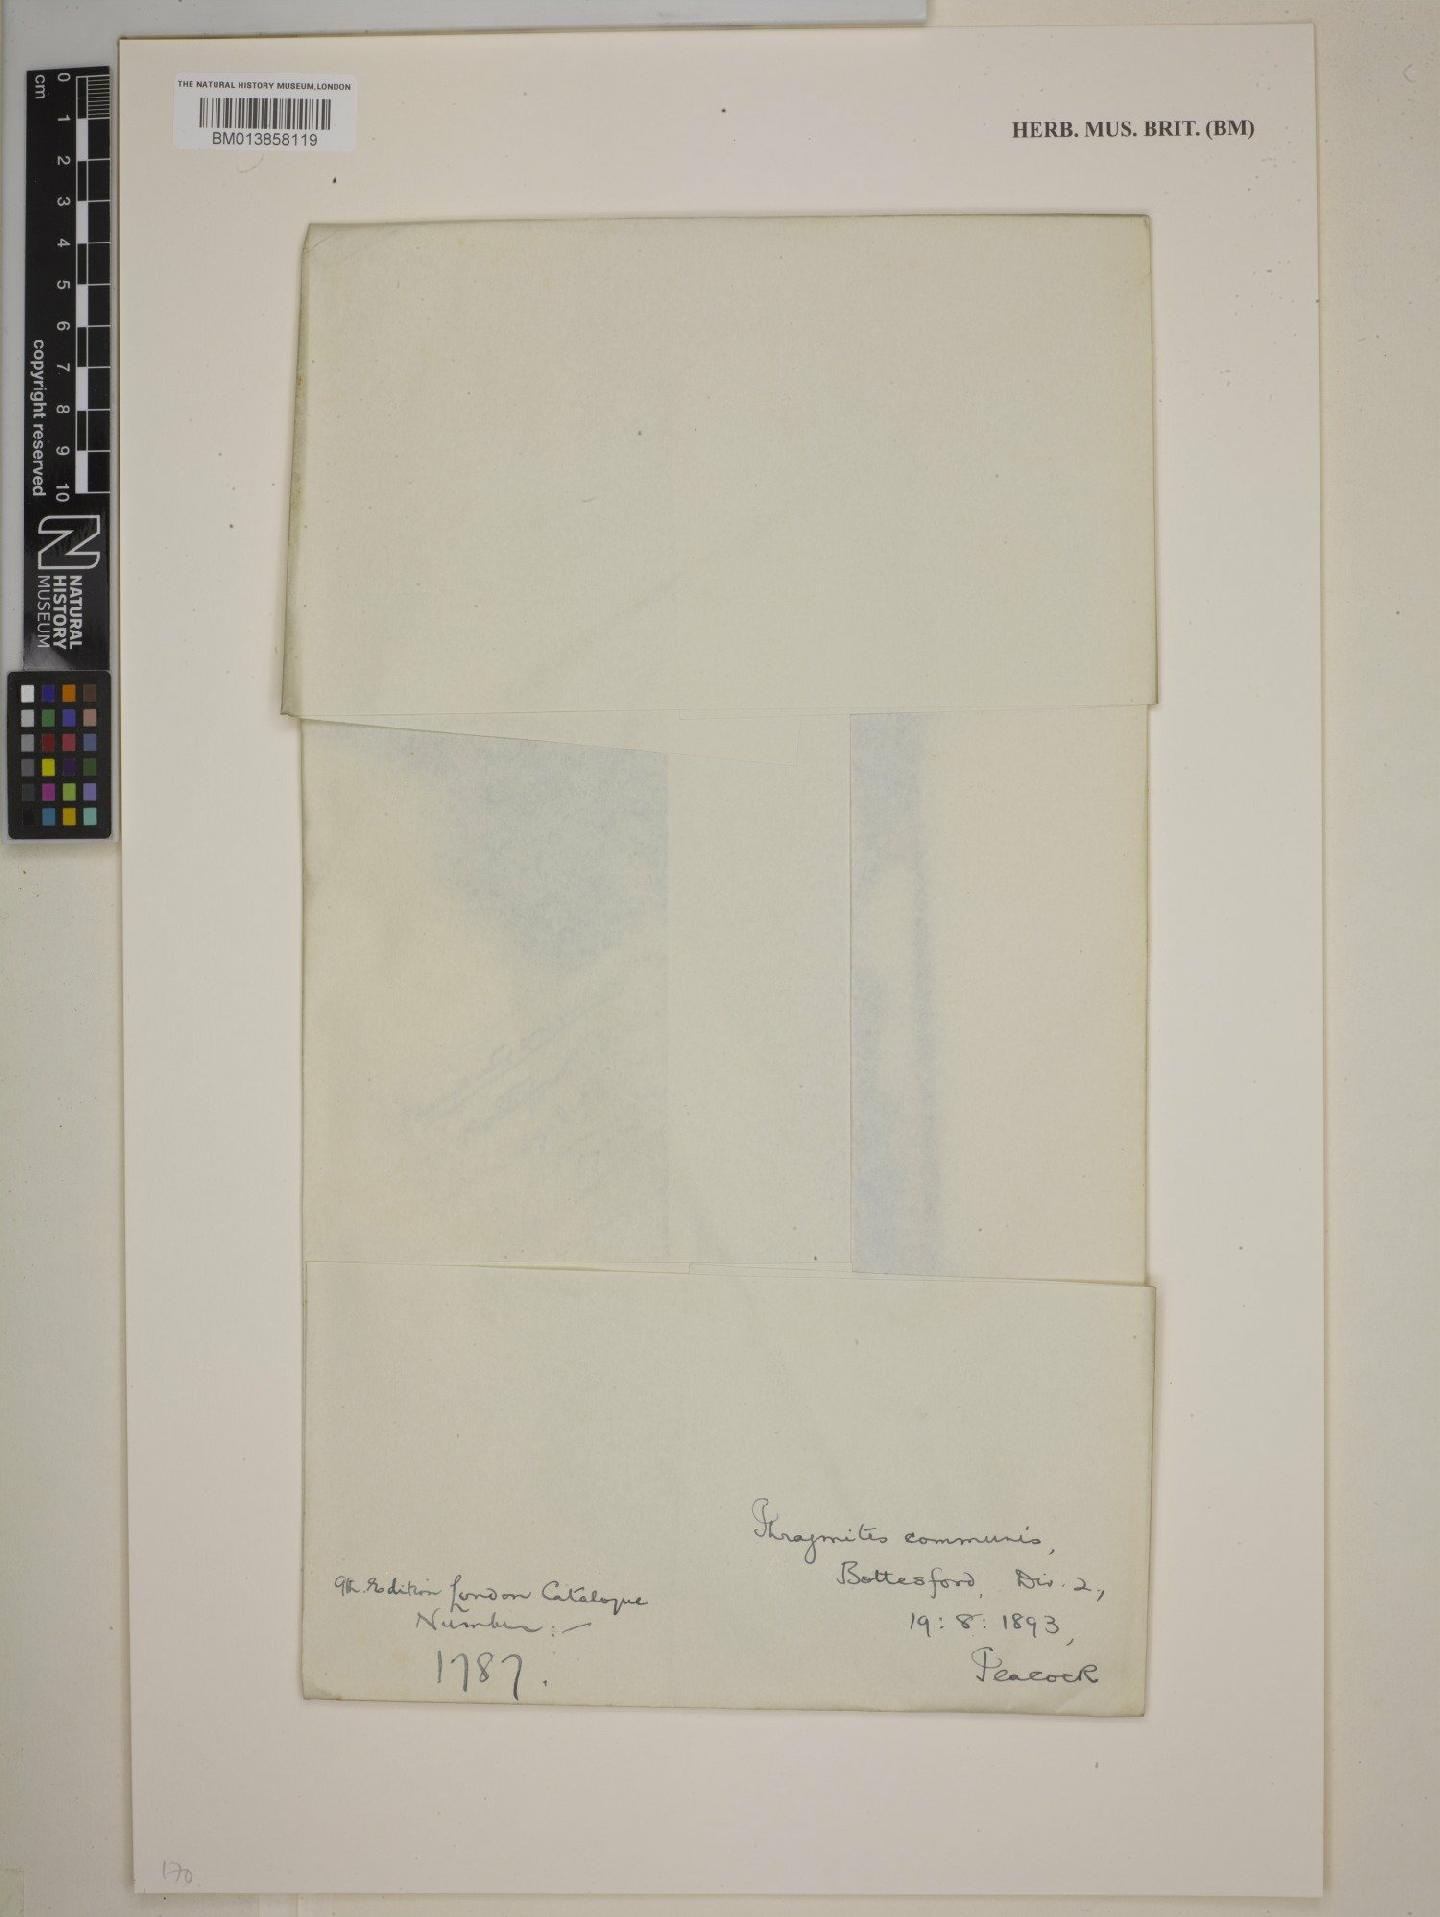 THE NATURAL HISTORY MUSEUM, LONDON
BM013858119
HERB. MUS. BRIT. (BM)
cm 0 1 2 3 4 5 6 7 8 9 10
copyright reserved
NATURAL
HISTORY
MUSEUM
Phragmites communis,
Bottesford, Div. 2,
19 : 8 : 1893,
Peacock
9th. Edition London Catalogue
Number :—
1787.
170